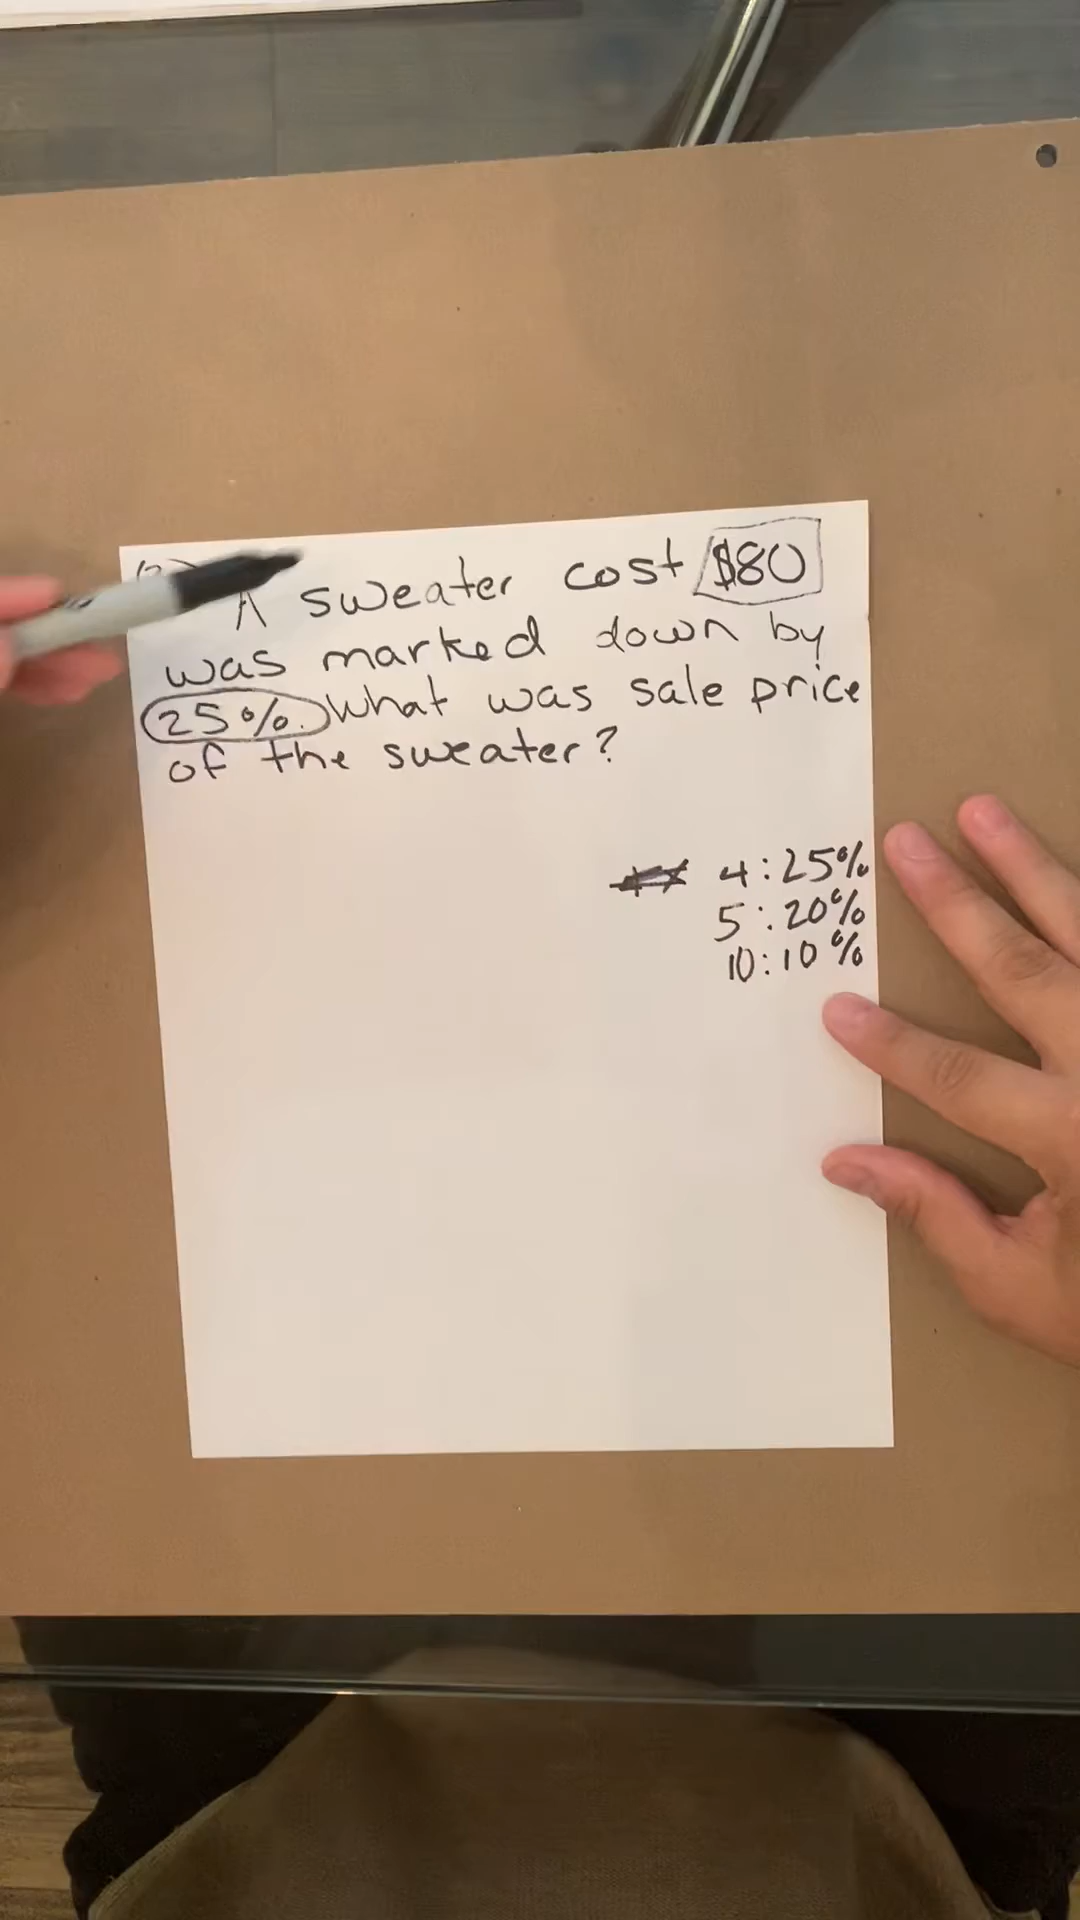 A sweater cost $80
was marked down by
25%. What was sale price
of the sweater?
4:25%
5:20%
10:10%